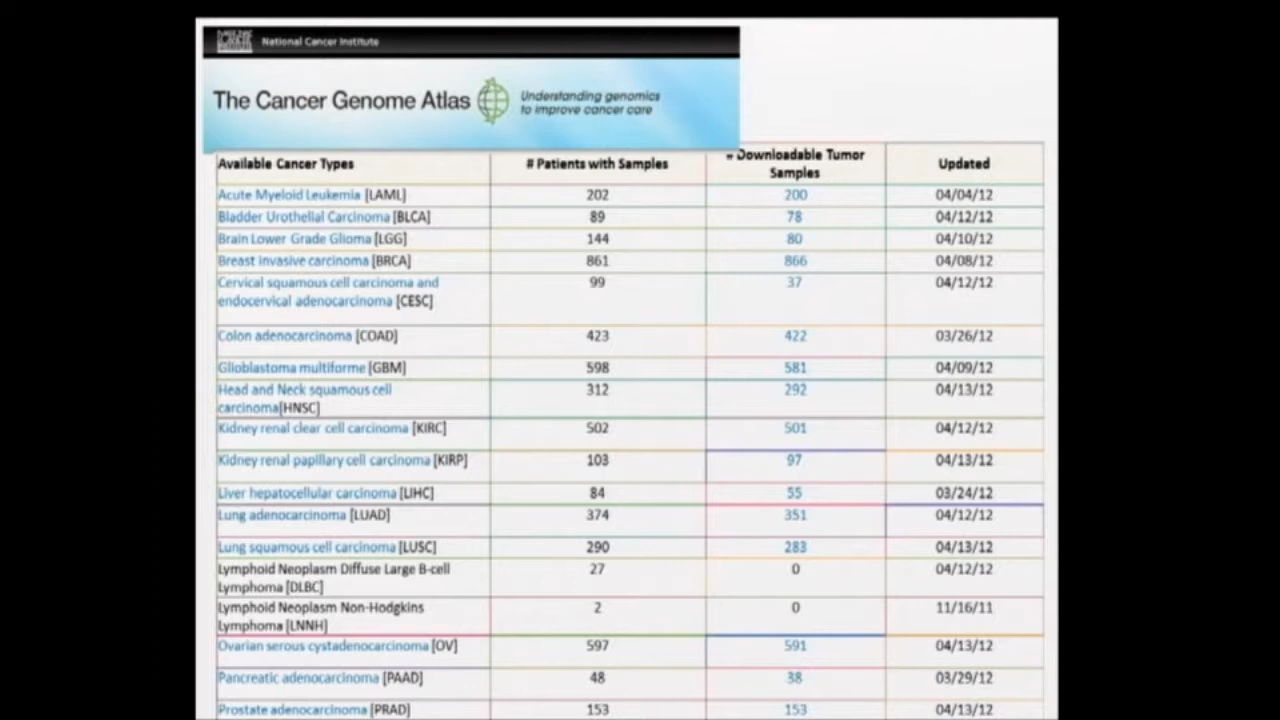 National Cancer Institute
The Cancer Genome Atlas
Understanding genomics
to improve cancer care
Available Cancer Types # Patients with Samples # Downloadable Tumor Samples Updated
Acute Myeloid Leukemia [LAML] 202 200 04/04/12
Bladder Urothelial Carcinoma [BLCA] 89 78 04/12/12
Brain Lower Grade Glioma [LGG] 144 80 04/10/12
Breast invasive carcinoma [BRCA] 861 866 04/08/12
Cervical squamous cell carcinoma and 99 37 04/12/12
endocervical adenocarcinoma [CESC]
Colon adenocarcinoma [COAD] 423 422 03/26/12
Glioblastoma multiforme [GBM] 598 581 04/09/12
Head and Neck squamous cell 312 292 04/13/12
carcinoma[HNSC]
Kidney renal clear cell carcinoma [KIRC] 502 501 04/12/12
Kidney renal papillary cell carcinoma [KIRP] 103 97 04/13/12
Liver hepatocellular carcinoma [LIHC] 84 55 03/24/12
Lung adenocarcinoma [LUAD] 374 351 04/12/12
Lung squamous cell carcinoma [LUSC] 290 283 04/13/12
Lymphoid Neoplasm Diffuse Large B-cell 27 0 04/12/12
Lymphoma [DLBC]
Lymphoid Neoplasm Non-Hodgkins 2 0 11/16/11
Lymphoma [LNNH]
Ovarian serous cystadenocarcinoma [OV] 597 591 04/13/12
Pancreatic adenocarcinoma [PAAD] 48 38 03/29/12
Prostate adenocarcinoma [PRAD] 153 153 04/13/12